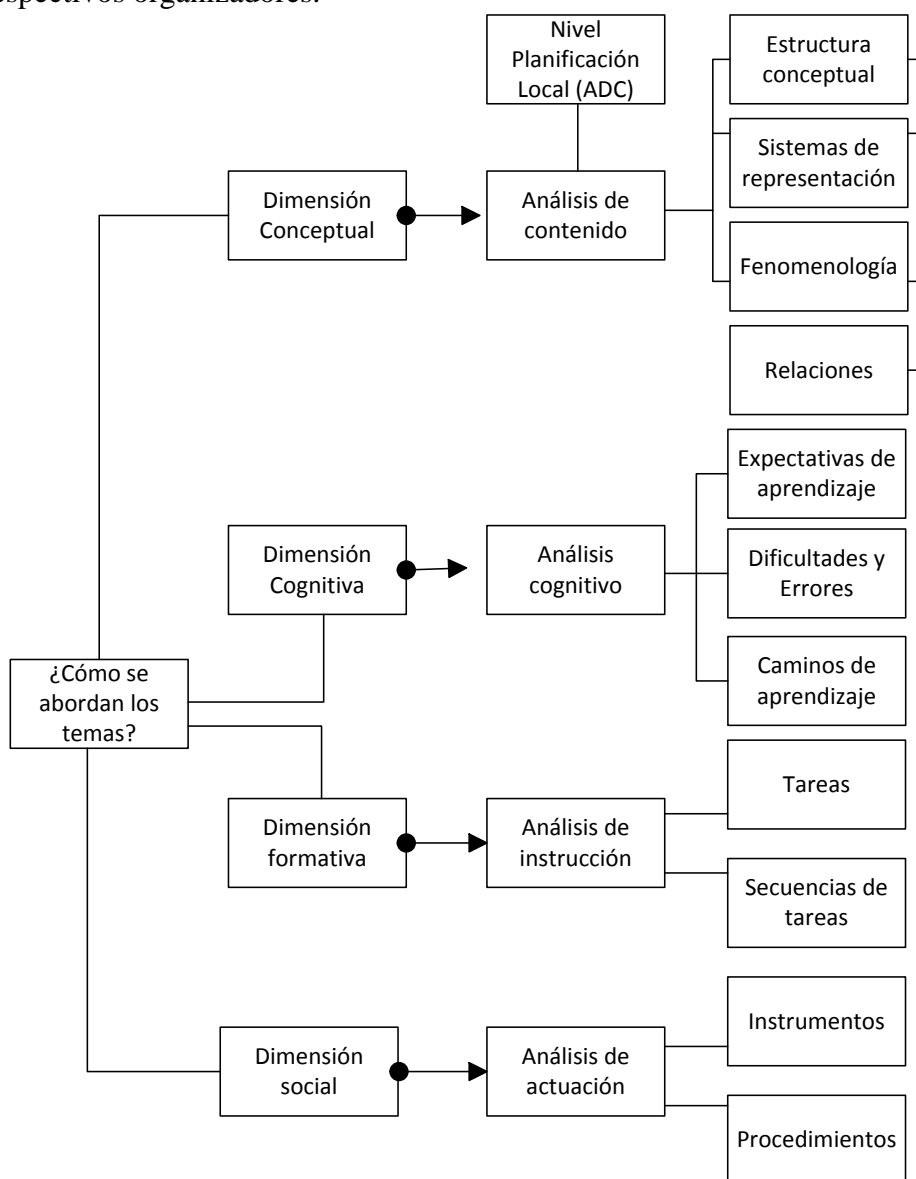 spectivos organizadores.
Nivel
Planificación
Local (ADC)
Estructura
conceptual
Sistemas de
representación
Dimensión
Conceptual
Análisis de
contenido
Fenomenología
Relaciones
Expectativas de
aprendizaje
Dimensión
Cognitiva
Análisis
cognitivo
Dificultades y
Errores
¿Cómo se
abordan los
temas?
Caminos de
aprendizaje
Tareas
Dimensión
formativa
Análisis de
instrucción
Secuencias de
tareas
Instrumentos
Dimensión
social
Análisis de
actuación
Procedimientos